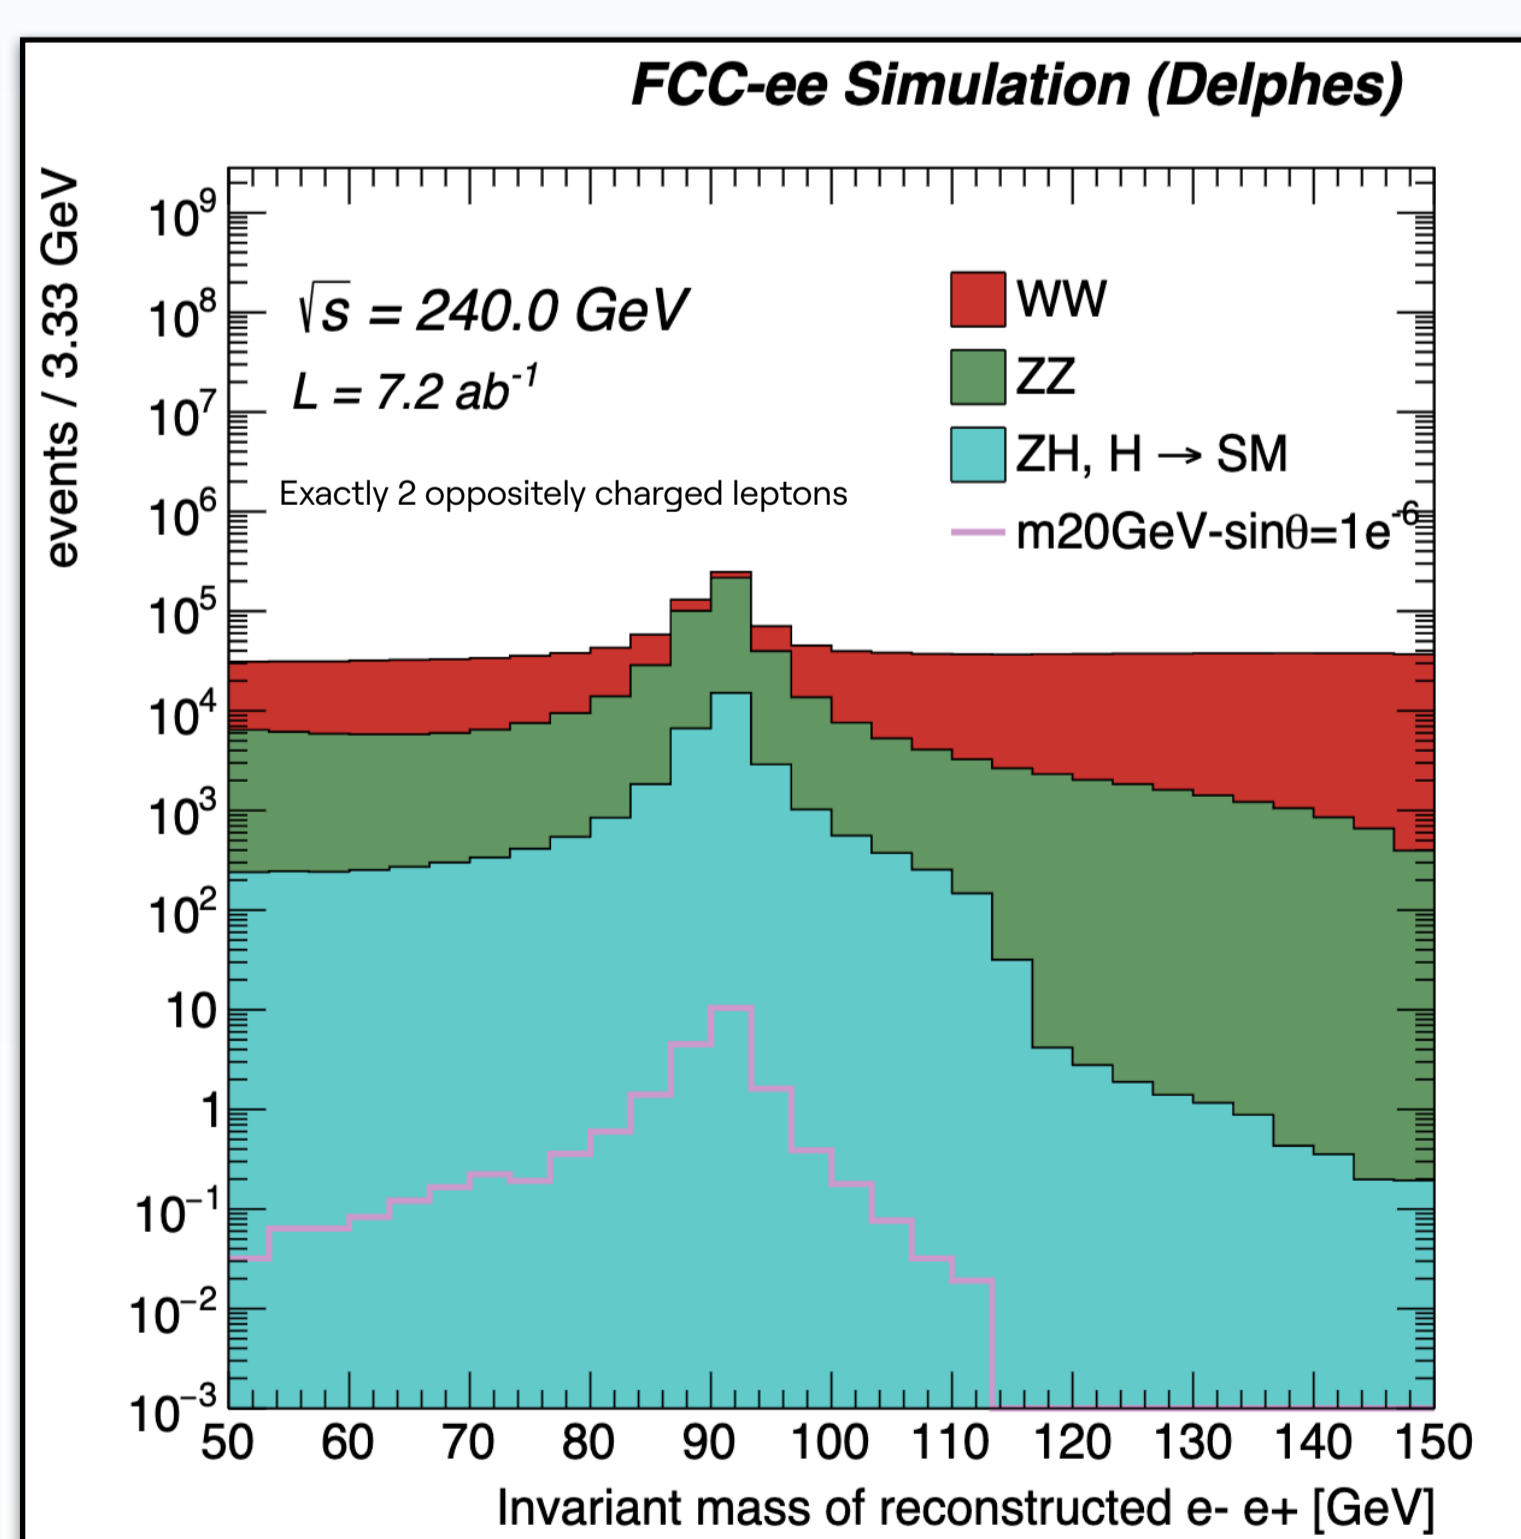 FCC-ee Simulation (Delphes)
events / 3.33 GeV
10⁹
10⁸
10⁷
10⁶
10⁵
10⁴
10³
10²
10
1
10⁻¹
10⁻²
10⁻³
√s = 240.0 GeV
L = 7.2 ab⁻¹
Exactly 2 oppositely charged leptons
WW
ZZ
ZH, H → SM
m20GeV-sinθ=1e⁻⁶
50 60 70 80 90 100 110 120 130 140 150
Invariant mass of reconstructed e- e+ [GeV]